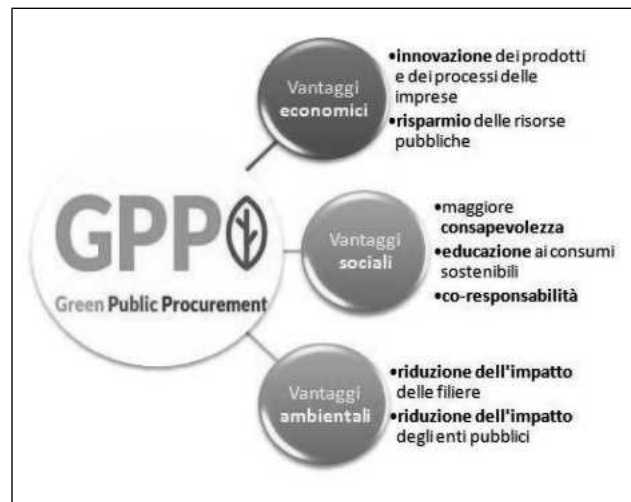 Vantaggi
economici
•innovazione dei prodotti
e dei processi delle
imprese
•risparmio delle risorse
pubbliche
GPP
Green Public Procurement
Vantaggi
sociali
•maggiore
consapevolezza
•educazione ai consumi
sostenibili
•co-responsabilità
Vantaggi
ambientali
•riduzione dell'impatto
delle filiere
•riduzione dell'impatto
degli enti pubblici